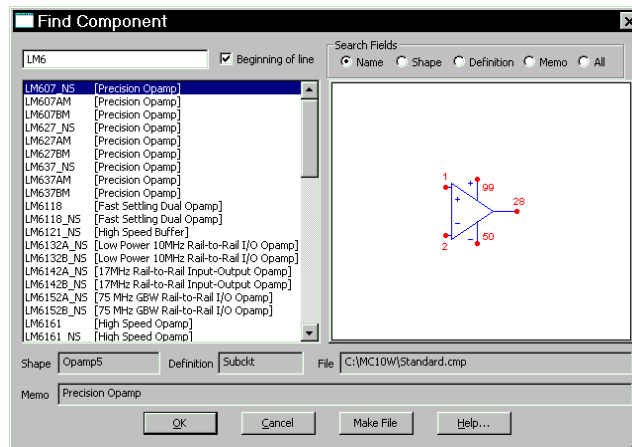 Find Component
LM6
Beginning of line
Search Fields
Name Shape Definition Memo All
LM607_NS [Precision Opamp]
LM607AM [Precision Opamp]
LM607BM [Precision Opamp]
LM627_NS [Precision Opamp]
LM627AM [Precision Opamp]
LM627BM [Precision Opamp]
LM637_NS [Precision Opamp]
LM637AM [Precision Opamp]
LM637BM [Precision Opamp]
LM6118 [Fast Settling Dual Opamp]
LM6118_NS [Fast Settling Dual Opamp]
LM6121_NS [High Speed Buffer]
LM6132A_NS [Low Power 10MHz Rail-to-Rail I/O Opamp]
LM6132B_NS [Low Power 10MHz Rail-to-Rail I/O Opamp]
LM6142A_NS [17MHz Rail-to-Rail Input-Output Opamp]
LM6142B_NS [17MHz Rail-to-Rail Input-Output Opamp]
LM6152A_NS [75 MHz GBW Rail-to-Rail I/O Opamp]
LM6152B_NS [75 MHz GBW Rail-to-Rail I/O Opamp]
LM6161 [High Speed Opamp]
LM6161_NS [High Speed Opamp]
1
+
99
+
28
-
2
-
50
Shape Opamp5 Definition Subckt File C:\MC10W\Standard.cmp
Memo Precision Opamp
OK Cancel Make File Help...